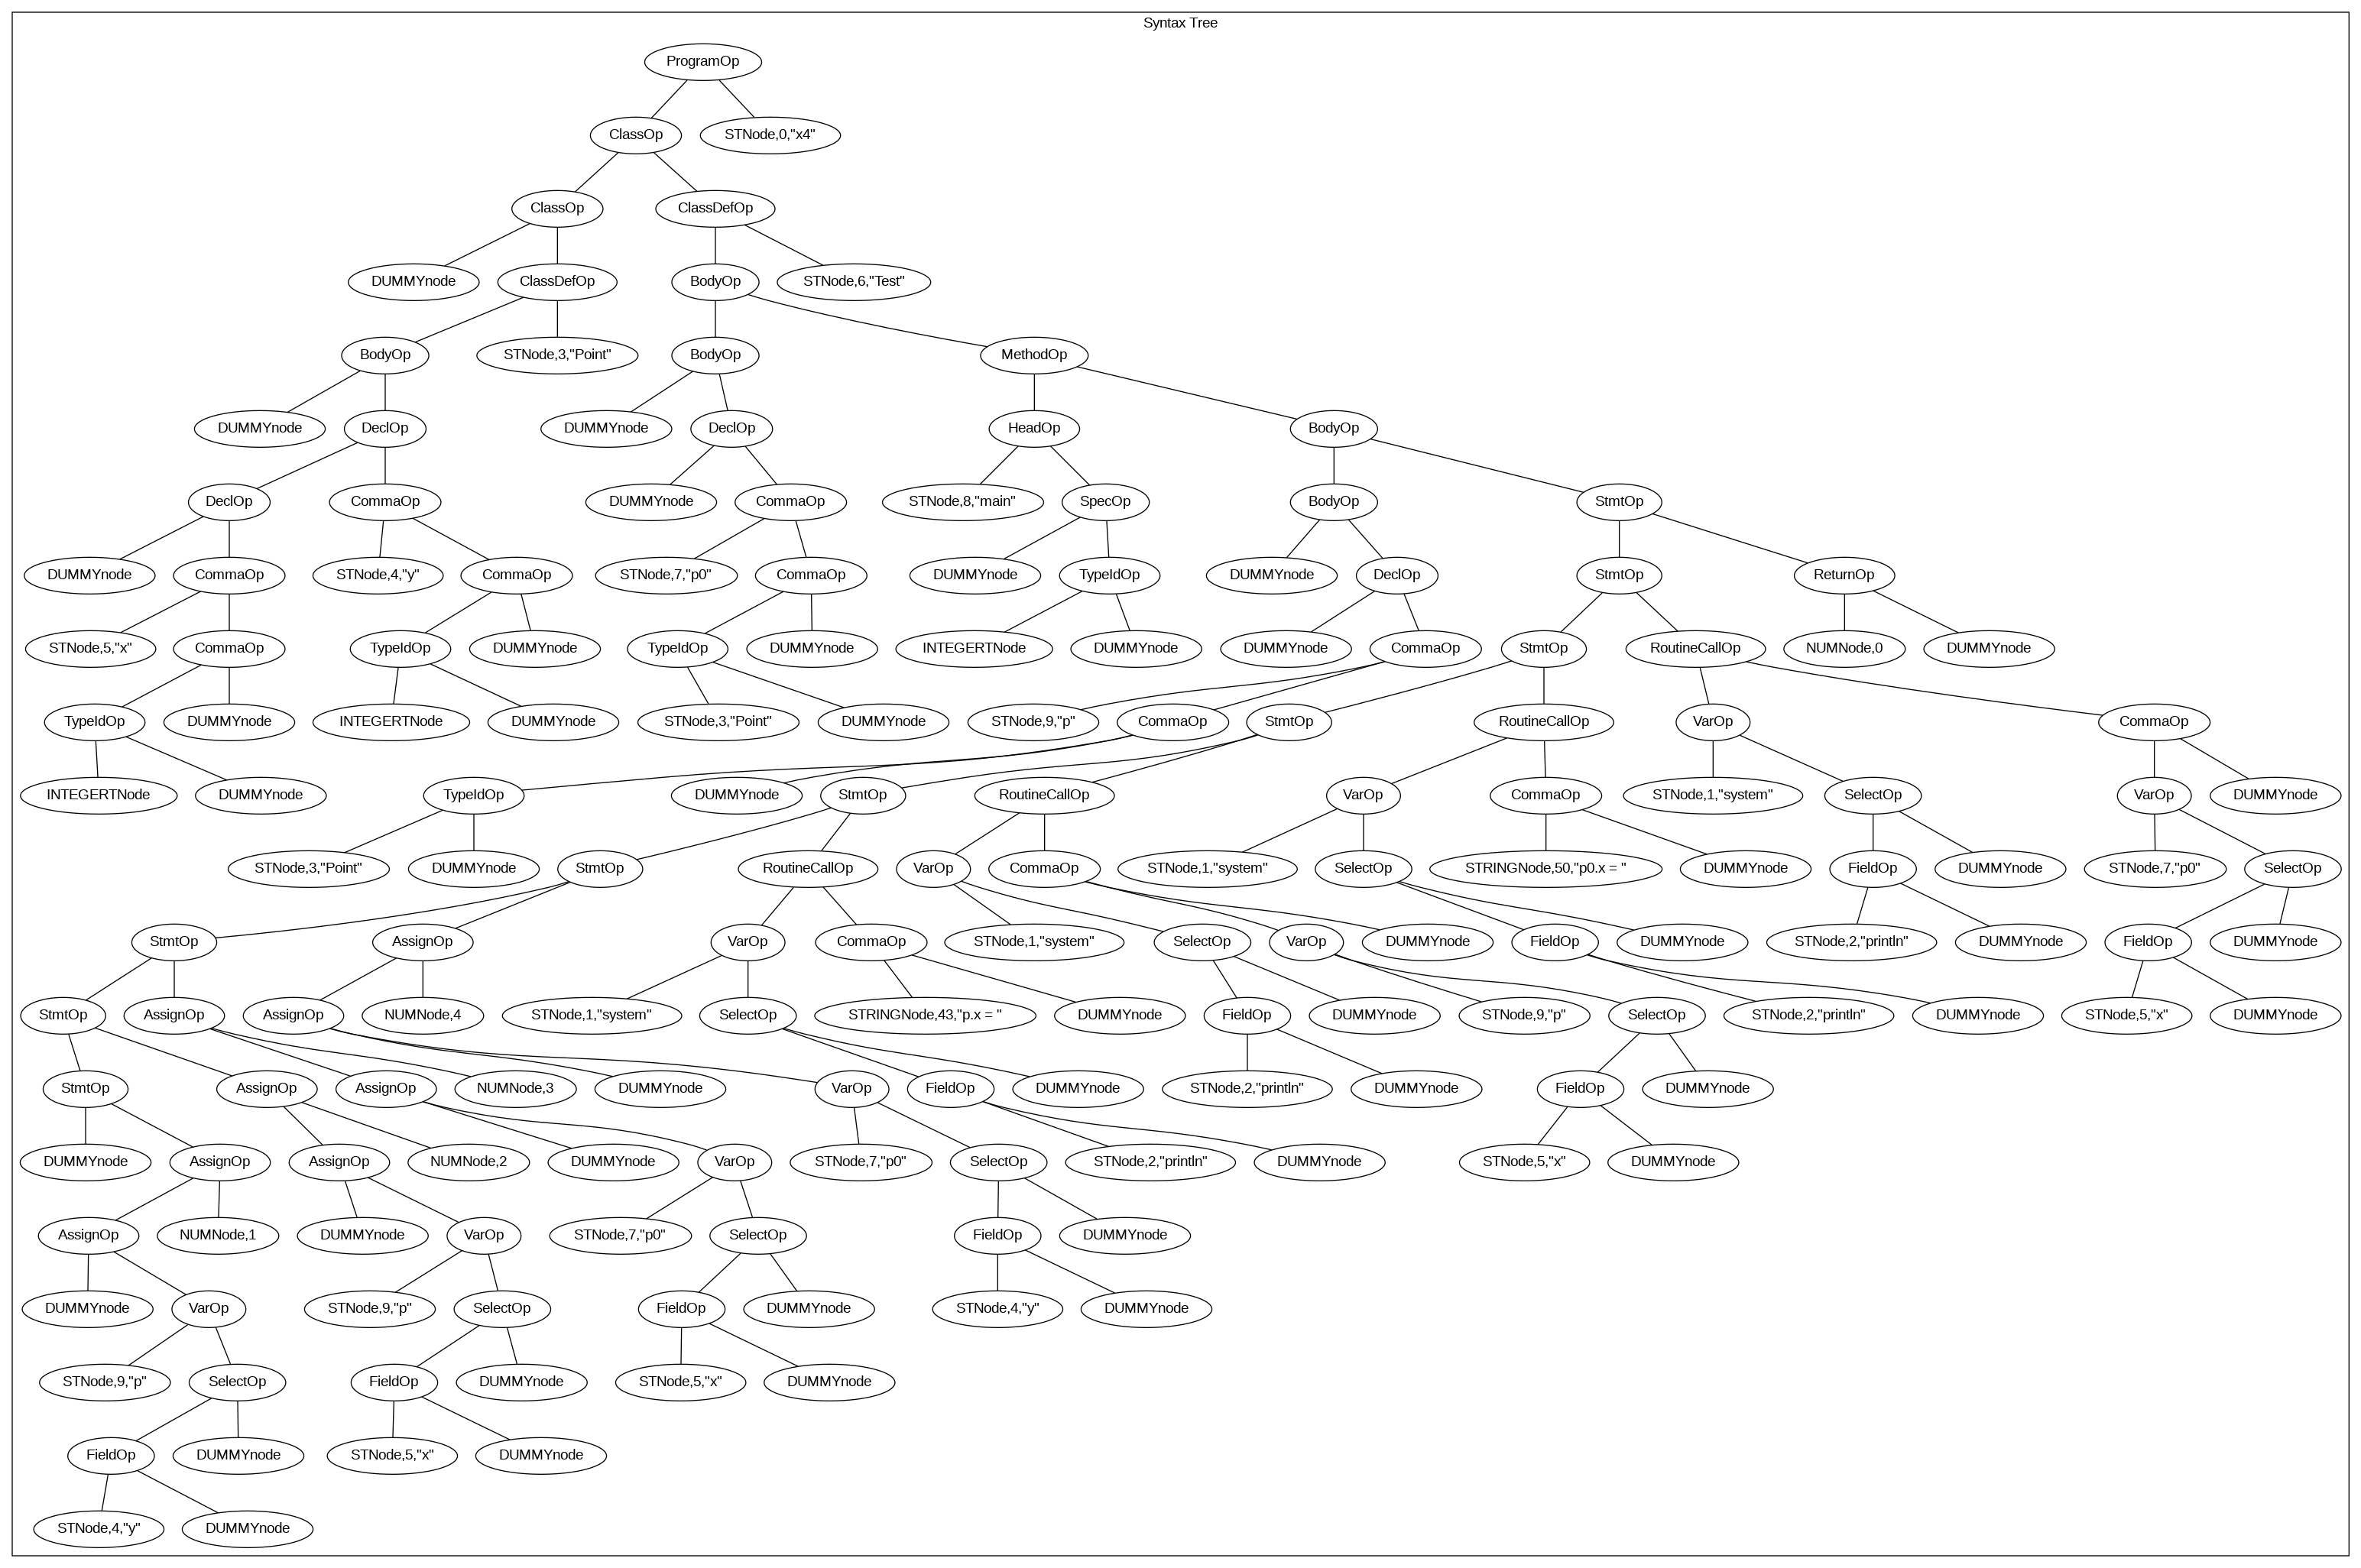 Syntax Tree
ProgramOp
ClassOp
STNode,0,"x4"
ClassOp
ClassDefOp
DUMMYnode
ClassDefOp
BodyOp
STNode,6,"Test"
BodyOp
STNode,3,"Point"
BodyOp
MethodOp
DUMMYnode
DeclOp
DUMMYnode
DeclOp
HeadOp
BodyOp
DeclOp
CommaOp
DUMMYnode
CommaOp
STNode,8,"main"
SpecOp
BodyOp
StmtOp
DUMMYnode
CommaOp
STNode,4,"y"
CommaOp
STNode,7,"p0"
CommaOp
DUMMYnode
TypeIdOp
DUMMYnode
DeclOp
StmtOp
ReturnOp
STNode,5,"x"
CommaOp
TypeIdOp
DUMMYnode
TypeIdOp
DUMMYnode
INTEGERTNode
DUMMYnode
DUMMYnode
CommaOp
StmtOp
RoutineCallOp
NUMNode,0
DUMMYnode
TypeIdOp
DUMMYnode
INTEGERTNode
DUMMYnode
STNode,3,"Point"
DUMMYnode
STNode,9,"p"
CommaOp
StmtOp
RoutineCallOp
VarOp
CommaOp
INTEGERTNode
DUMMYnode
TypeIdOp
DUMMYnode
StmtOp
RoutineCallOp
VarOp
CommaOp
STNode,1,"system"
SelectOp
VarOp
DUMMYnode
STNode,3,"Point"
DUMMYnode
StmtOp
RoutineCallOp
VarOp
CommaOp
STNode,1,"system"
SelectOp
STRINGNode,50,"p0.x = "
DUMMYnode
FieldOp
DUMMYnode
STNode,7,"p0"
SelectOp
StmtOp
AssignOp
VarOp
CommaOp
STNode,1,"system"
SelectOp
VarOp
DUMMYnode
FieldOp
DUMMYnode
STNode,2,"println"
DUMMYnode
FieldOp
DUMMYnode
StmtOp
AssignOp
AssignOp
NUMNode,4
STNode,1,"system"
SelectOp
STRINGNode,43,"p.x = "
DUMMYnode
FieldOp
DUMMYnode
STNode,9,"p"
SelectOp
STNode,2,"println"
DUMMYnode
STNode,5,"x"
DUMMYnode
StmtOp
AssignOp
AssignOp
NUMNode,3
DUMMYnode
VarOp
FieldOp
DUMMYnode
STNode,2,"println"
DUMMYnode
FieldOp
DUMMYnode
DUMMYnode
AssignOp
AssignOp
NUMNode,2
DUMMYnode
VarOp
STNode,7,"p0"
SelectOp
STNode,2,"println"
DUMMYnode
STNode,5,"x"
DUMMYnode
AssignOp
NUMNode,1
DUMMYnode
VarOp
STNode,7,"p0"
SelectOp
FieldOp
DUMMYnode
DUMMYnode
VarOp
STNode,9,"p"
SelectOp
FieldOp
DUMMYnode
STNode,4,"y"
DUMMYnode
STNode,9,"p"
SelectOp
FieldOp
DUMMYnode
STNode,5,"x"
DUMMYnode
FieldOp
DUMMYnode
STNode,5,"x"
DUMMYnode
STNode,4,"y"
DUMMYnode